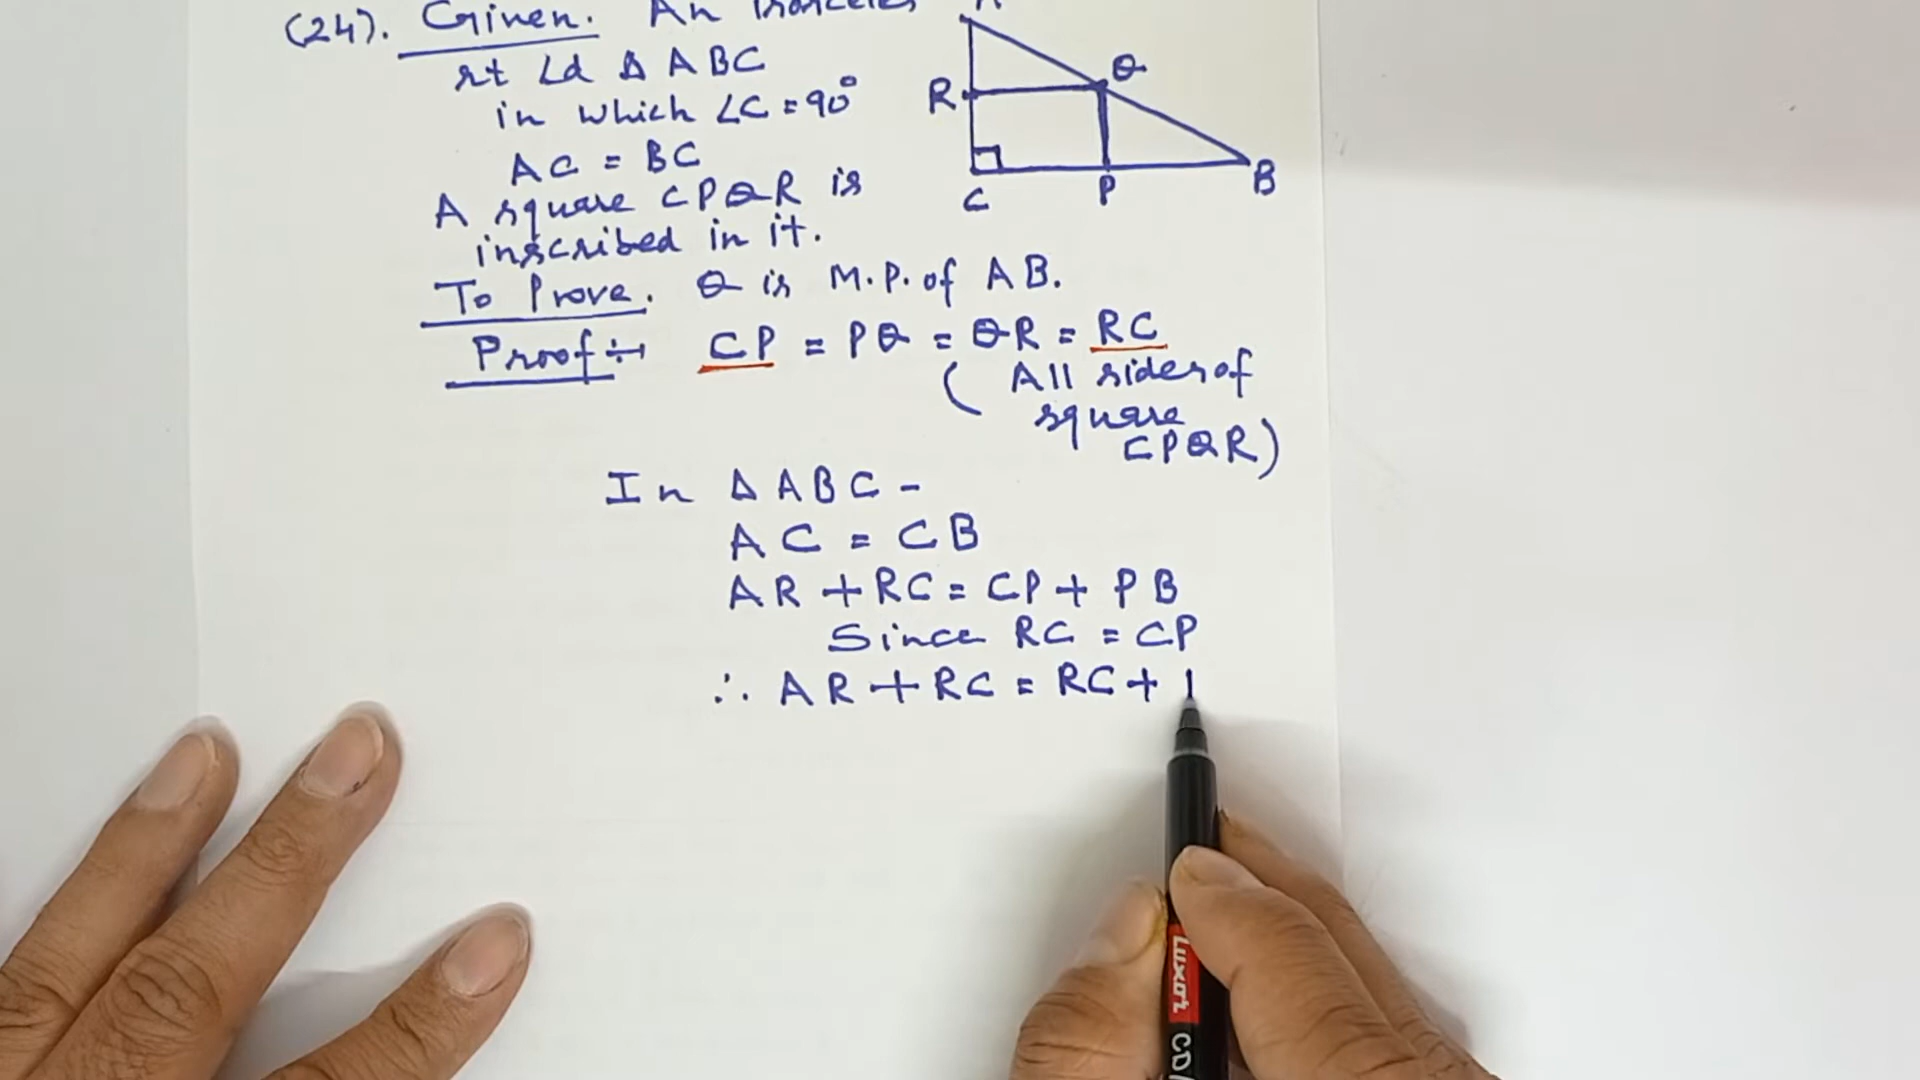 (24). Given. An Isosceles
rt ∠d Δ ABC
in which ∠C = 90°
AC = BC
A square CPQR is
inscribed in it.
To Prove. Q is M.P. of AB.
Proof:- CP = PQ = QR = RC
(All sides of
square
CPQR)
In Δ ABC -
AC = CB
AR + RC = CP + PB
Since RC = CP
∴ AR + RC = RC +
A
Q
R
C
P
B
Luxor